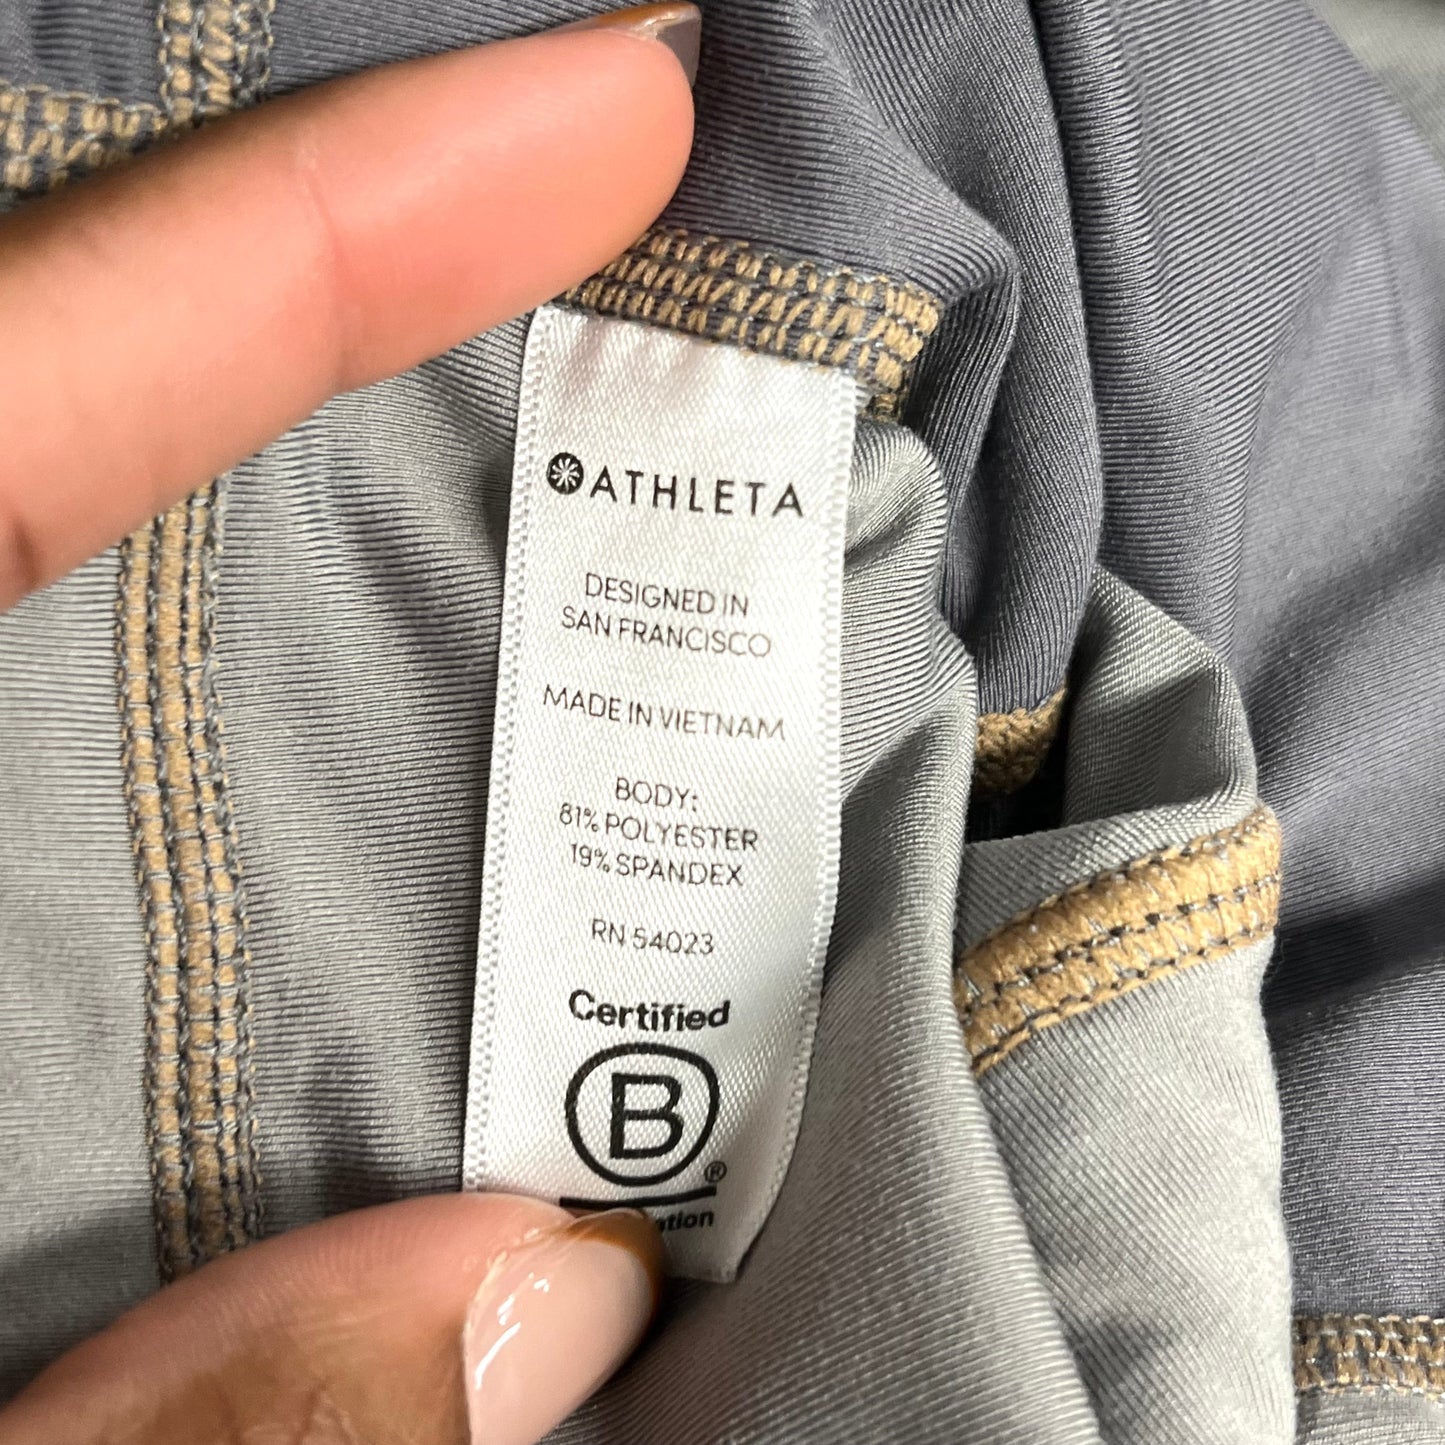 ATHLETA
DESIGNED IN
SAN FRANCISCO
MADE IN VIETNAM
BODY:
81% POLYESTER
19% SPANDEX
RN 54023
Certified
B®